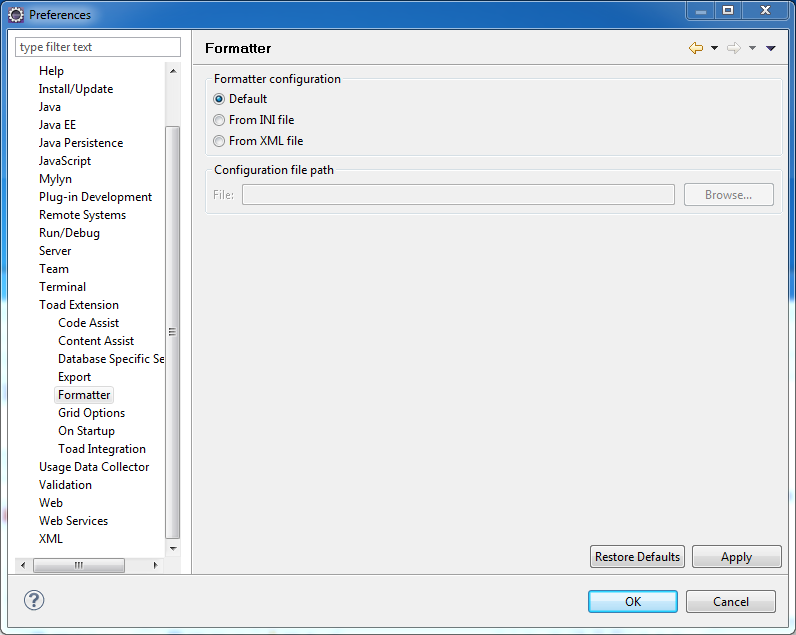 Preferences
type filter text
Help
Install/Update
Java
Java EE
Java Persistence
JavaScript
Mylyn
Plug-in Development
Remote Systems
Run/Debug
Server
Team
Terminal
Toad Extension
Code Assist
Content Assist
Database Specific Se
Export
Formatter
Grid Options
On Startup
Toad Integration
Usage Data Collector
Validation
Web
Web Services
XML
Formatter
Formatter configuration
Default
From INI file
From XML file
Configuration file path
File:
Browse...
Restore Defaults
Apply
OK
Cancel